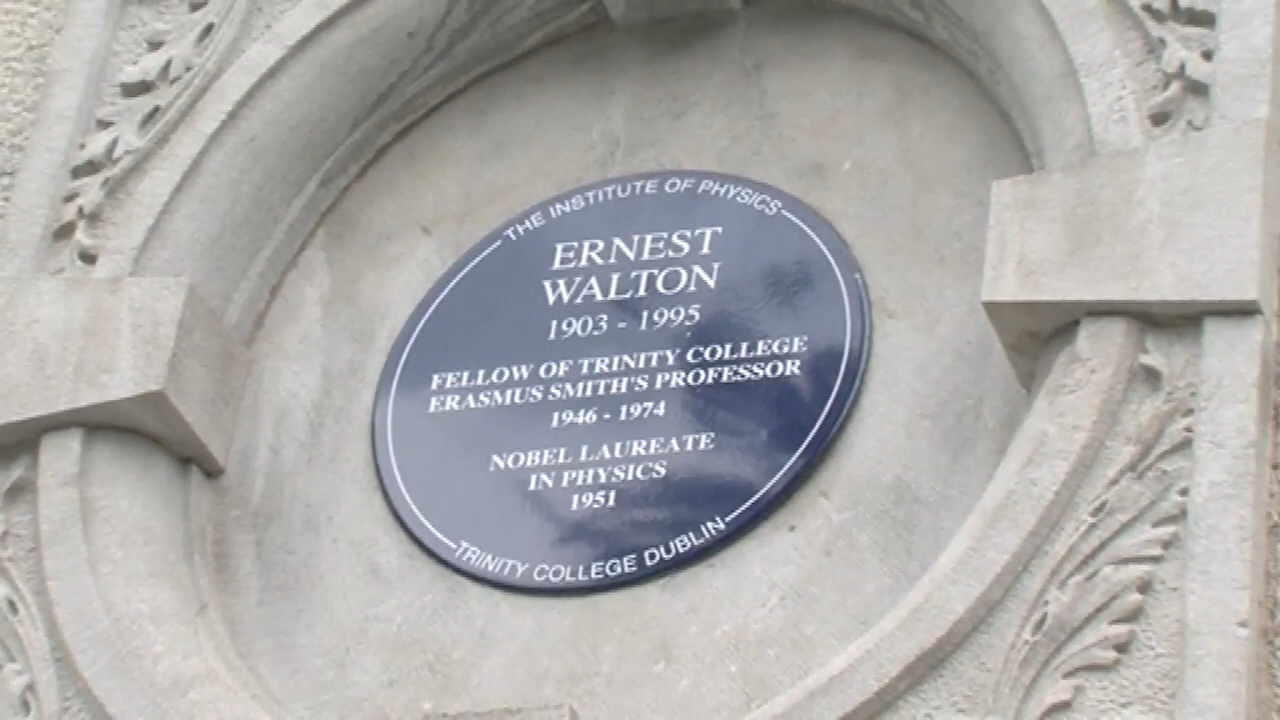 THE INSTITUTE OF PHYSICS
ERNEST
WALTON
1903 - 1995
FELLOW OF TRINITY COLLEGE
ERASMUS SMITH'S PROFESSOR
1946 - 1974
NOBEL LAUREATE
IN PHYSICS
1951
TRINITY COLLEGE DUBLIN